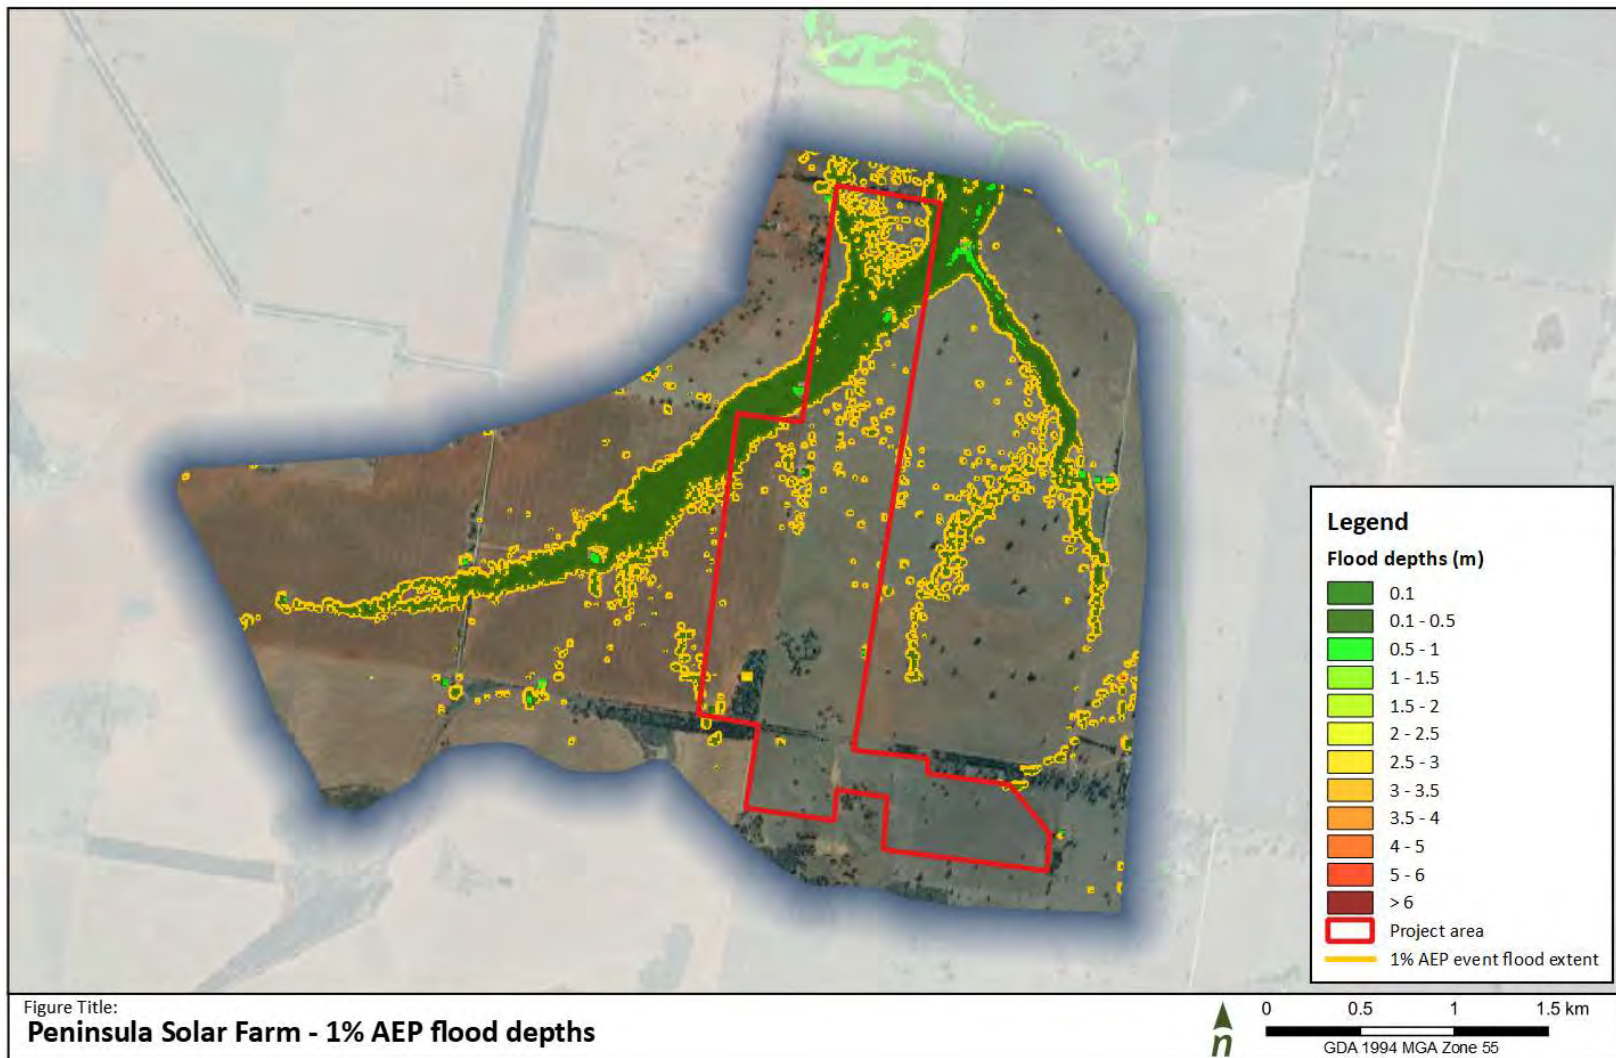 Legend
Flood depths (m)
0.1
0.1 - 0.5
0.5 - 1
1 - 1.5
1.5 - 2
2 - 2.5
2.5 - 3
3 - 3.5
3.5 - 4
4 - 5
5 - 6
> 6
Project area
1% AEP event flood extent
Figure Title:
Peninsula Solar Farm - 1% AEP flood depths
n
0 0.5 1 1.5 km
GDA 1994 MGA Zone 55